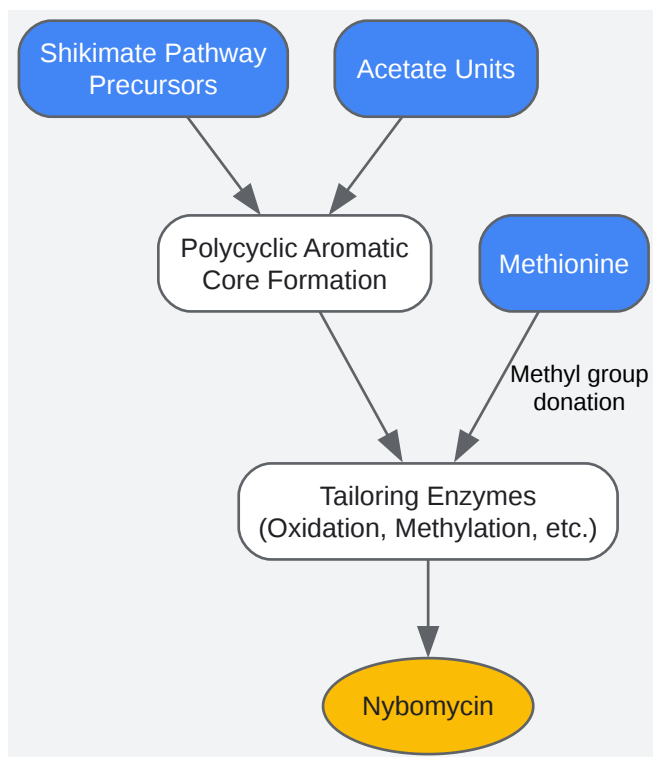 Shikimate Pathway
Precursors
Acetate Units
Polycyclic Aromatic
Core Formation
Methionine
Methyl group
donation
Tailoring Enzymes
(Oxidation, Methylation, etc.)
Nybomycin